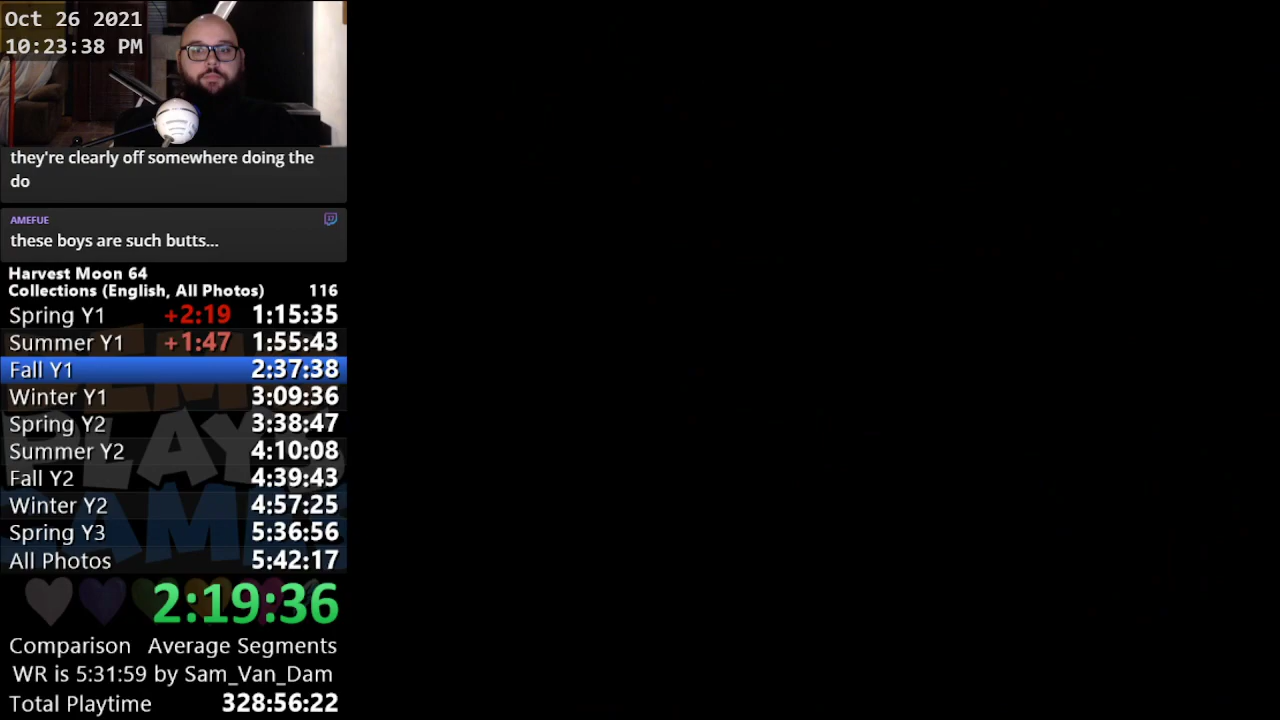 Oct 26 2021
10:23:38 PM
they're clearly off somewhere doing the
do
AMEFUE
these boys are such butts...
Harvest Moon 64
Collections (English, All Photos) 116
Spring Y1 +2:19 1:15:35
Summer Y1 +1:47 1:55:43
Fall Y1 2:37:38
Winter Y1 3:09:36
Spring Y2 3:38:47
Summer Y2 4:10:08
Fall Y2 4:39:43
Winter Y2 4:57:25
Spring Y3 5:36:56
All Photos 5:42:17
2:19:36
Comparison Average Segments
WR is 5:31:59 by Sam_Van_Dam
Total Playtime 328:56:22